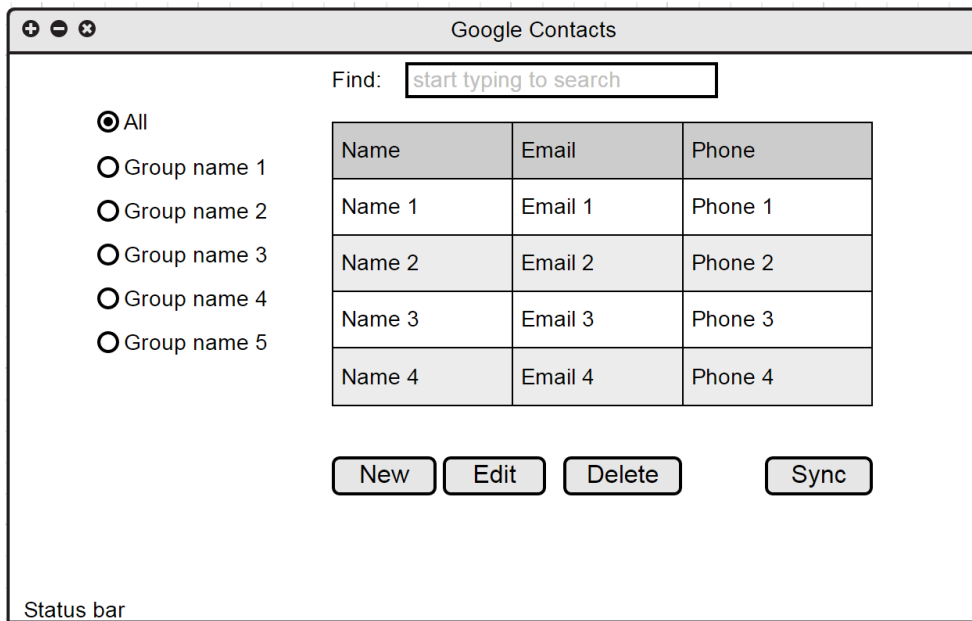 Google Contacts
Find: start typing to search
All
Group name 1
Group name 2
Group name 3
Group name 4
Group name 5
Name Email Phone
Name 1 Email 1 Phone 1
Name 2 Email 2 Phone 2
Name 3 Email 3 Phone 3
Name 4 Email 4 Phone 4
New Edit Delete Sync
Status bar